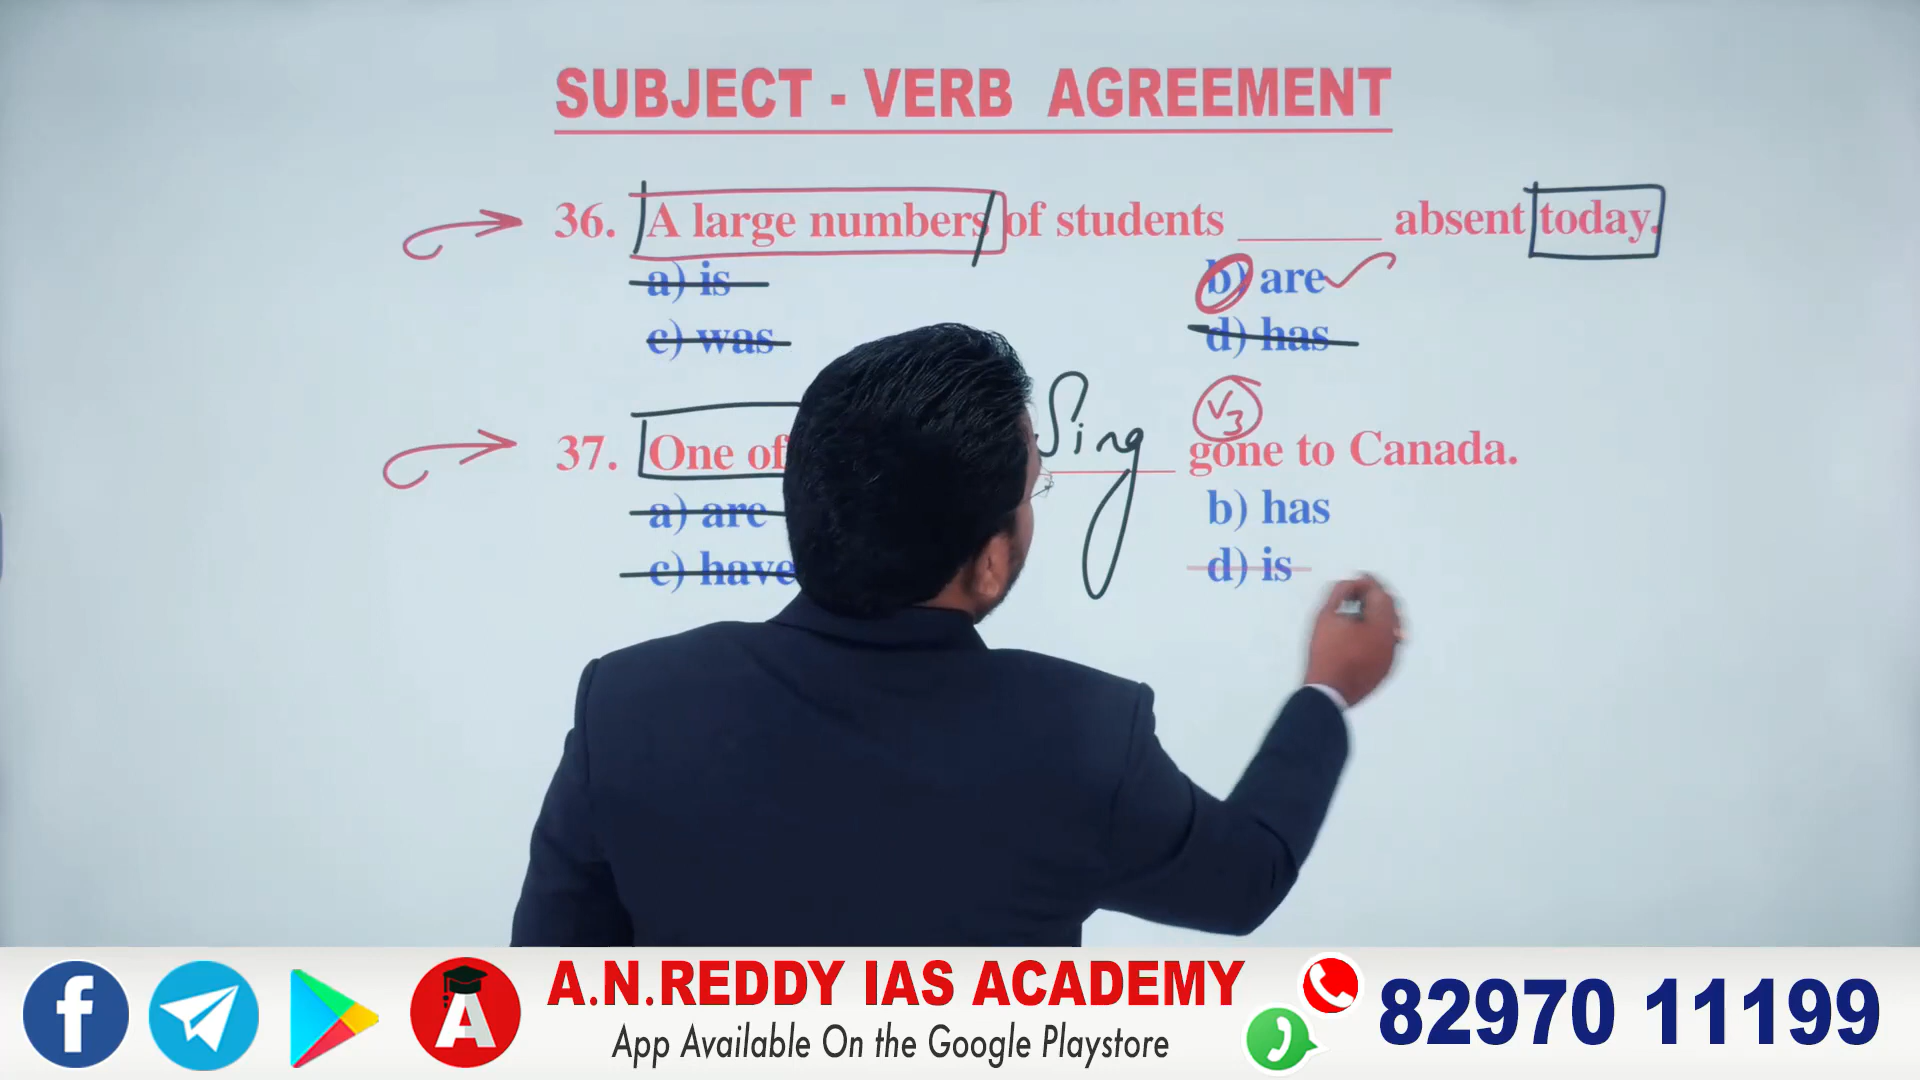 SUBJECT - VERB AGREEMENT
36. A large numbers of students ______ absent today.
a) is b) are
c) was d) has
Sing V3
37. One of ______ gone to Canada.
a) are b) has
c) have d) is
A.N.REDDY IAS ACADEMY
App Available On the Google Playstore
82970 11199